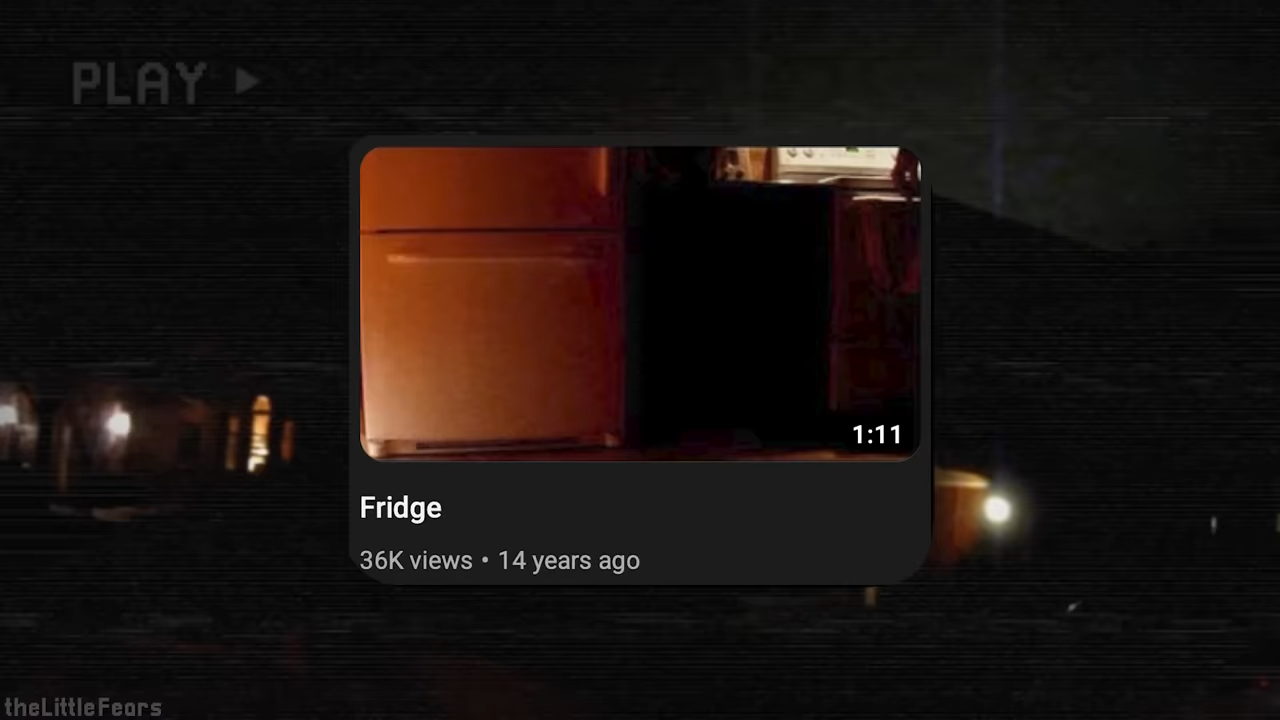 PLAY
1:11
Fridge
36K views • 14 years ago
theLittleFears